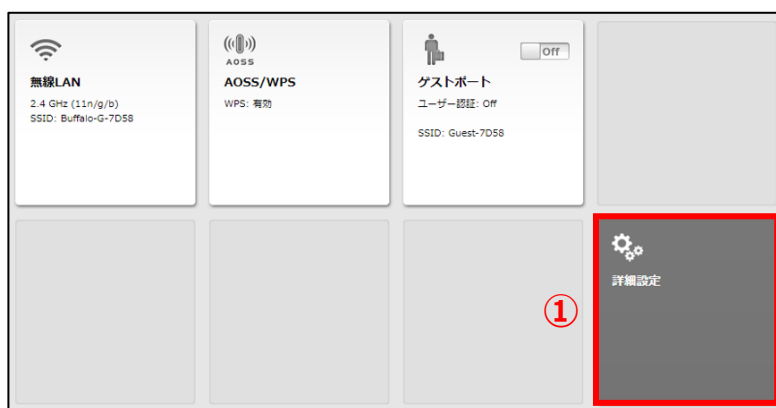 無線LAN
2.4 GHz (11n/g/b)
SSID: Buffalo-G-7D58
AOSS
AOSS/WPS
WPS: 有効
Off
ゲストポート
ユーザー認証: Off
SSID: Guest-7D58
①
詳細設定